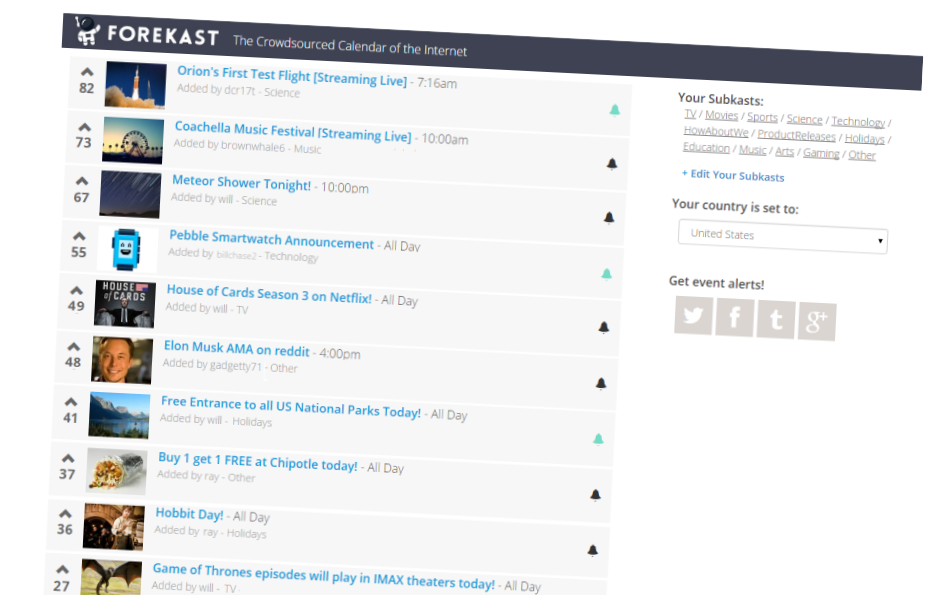 FOREKAST The Crowdsourced Calendar of the Internet
82
Orion's First Test Flight [Streaming Live] - 7:16am
Added by dcr17t - Science
73
Coachella Music Festival [Streaming Live] - 10:00am
Added by brownwhale6 - Music
67
Meteor Shower Tonight! - 10:00pm
Added by will - Science
55
Pebble Smartwatch Announcement - All Day
Added by billchase2 - Technology
49
HOUSE
of CARDS
House of Cards Season 3 on Netflix! - All Day
Added by will - TV
48
Elon Musk AMA on reddit - 4:00pm
Added by gadgetty71 - Other
41
Free Entrance to all US National Parks Today! - All Day
Added by will - Holidays
37
Buy 1 get 1 FREE at Chipotle today! - All Day
Added by ray - Other
36
Hobbit Day! - All Day
Added by ray - Holidays
27
Game of Thrones episodes will play in IMAX theaters today! - All Day
Added by will - TV
Your Subkasts:
TV / Movies / Sports / Science / Technology /
HowAboutWe / ProductReleases / Holidays /
Education / Music / Arts / Gaming / Other
+ Edit Your Subkasts
Your country is set to:
United States
Get event alerts!
f t g+